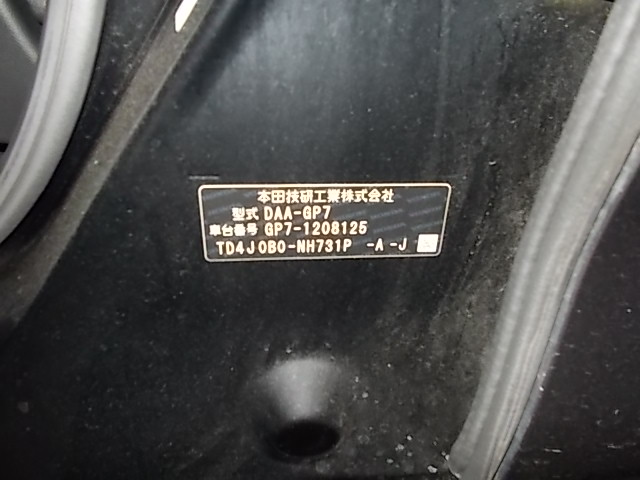 本田技研工業株式会社
型式 DAA-GP7
車台番号 GP7-1208125
TD4J0B0-NH731P -A -J